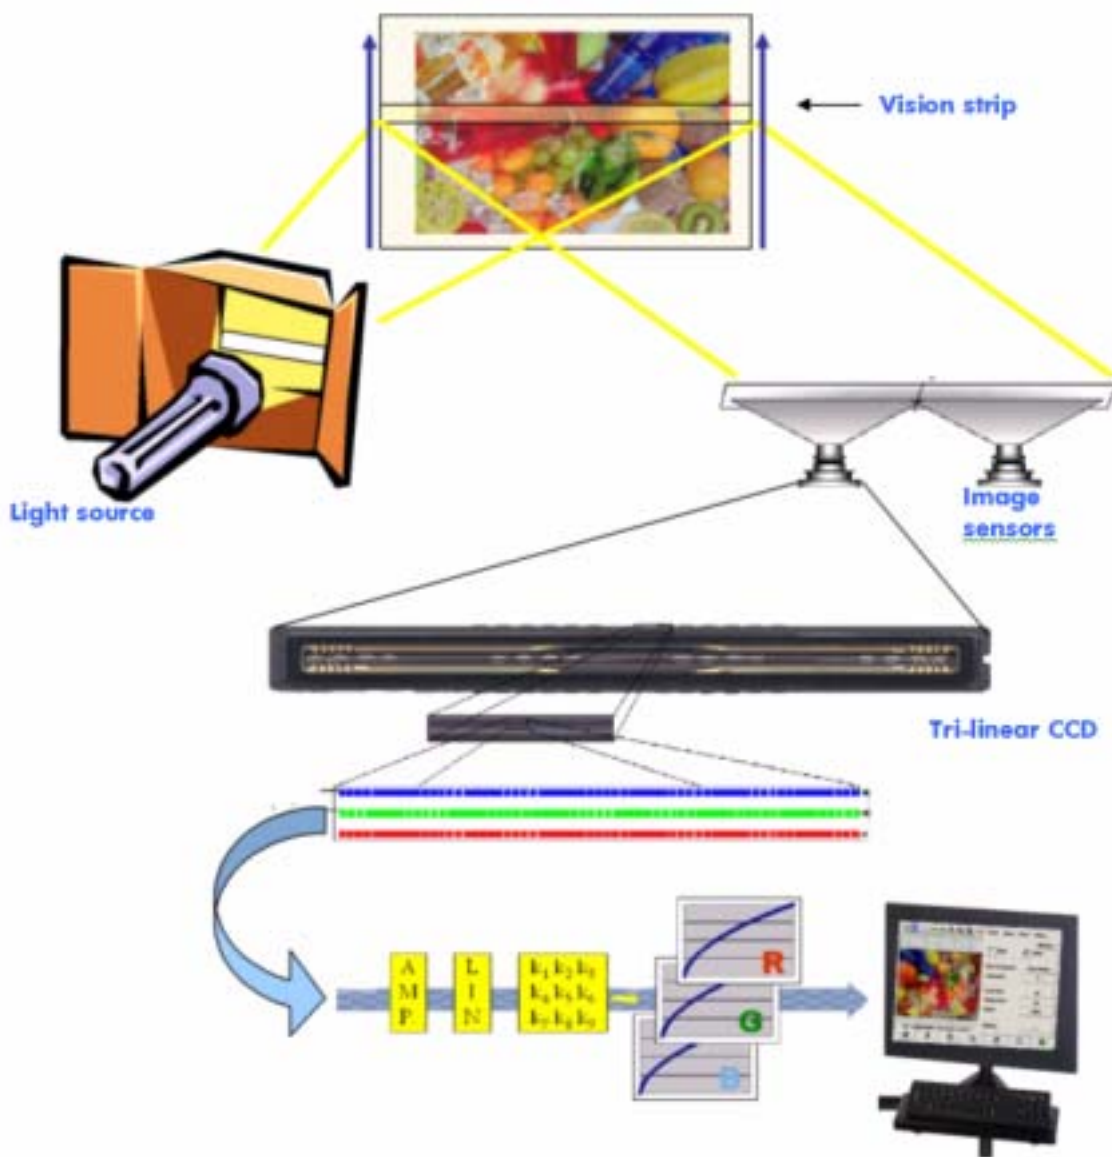 Vision strip
Light source
Image
sensors
Tri-linear CCD
A
M
P.
L
I
N
k₁ k₂ k₃
k₄ k₅ k₆
k₇ k₈ k₉
R
G
B